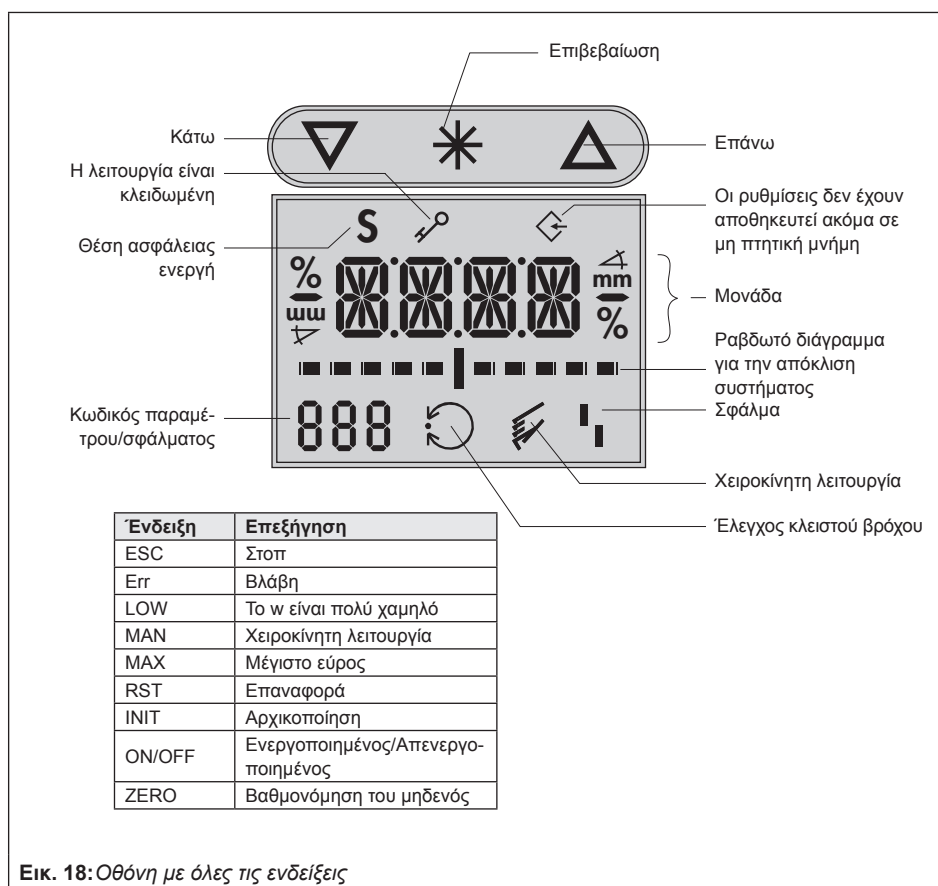 Επιβεβαίωση
Κάτω
Επάνω
Η λειτουργία είναι
κλειδωμένη
Οι ρυθμίσεις δεν έχουν
αποθηκευτεί ακόμα σε
μη πτητική μνήμη
Θέση ασφάλειας
ενεργή
S
%
mm
mm
%
Μονάδα
Ραβδωτό διάγραμμα
για την απόκλιση
συστήματος
Σφάλμα
Κωδικός παραμέ-
τρου/σφάλματος
888
Χειροκίνητη λειτουργία
Έλεγχος κλειστού βρόχου
Ένδειξη Επεξήγηση
ESC Στοπ
Err Βλάβη
LOW Το w είναι πολύ χαμηλό
MAN Χειροκίνητη λειτουργία
MAX Μέγιστο εύρος
RST Επαναφορά
INIT Αρχικοποίηση
ON/OFF Ενεργοποιημένος/Απενεργο-
ποιημένος
ZERO Βαθμονόμηση του μηδενός
Εικ. 18: Οθόνη με όλες τις ενδείξεις